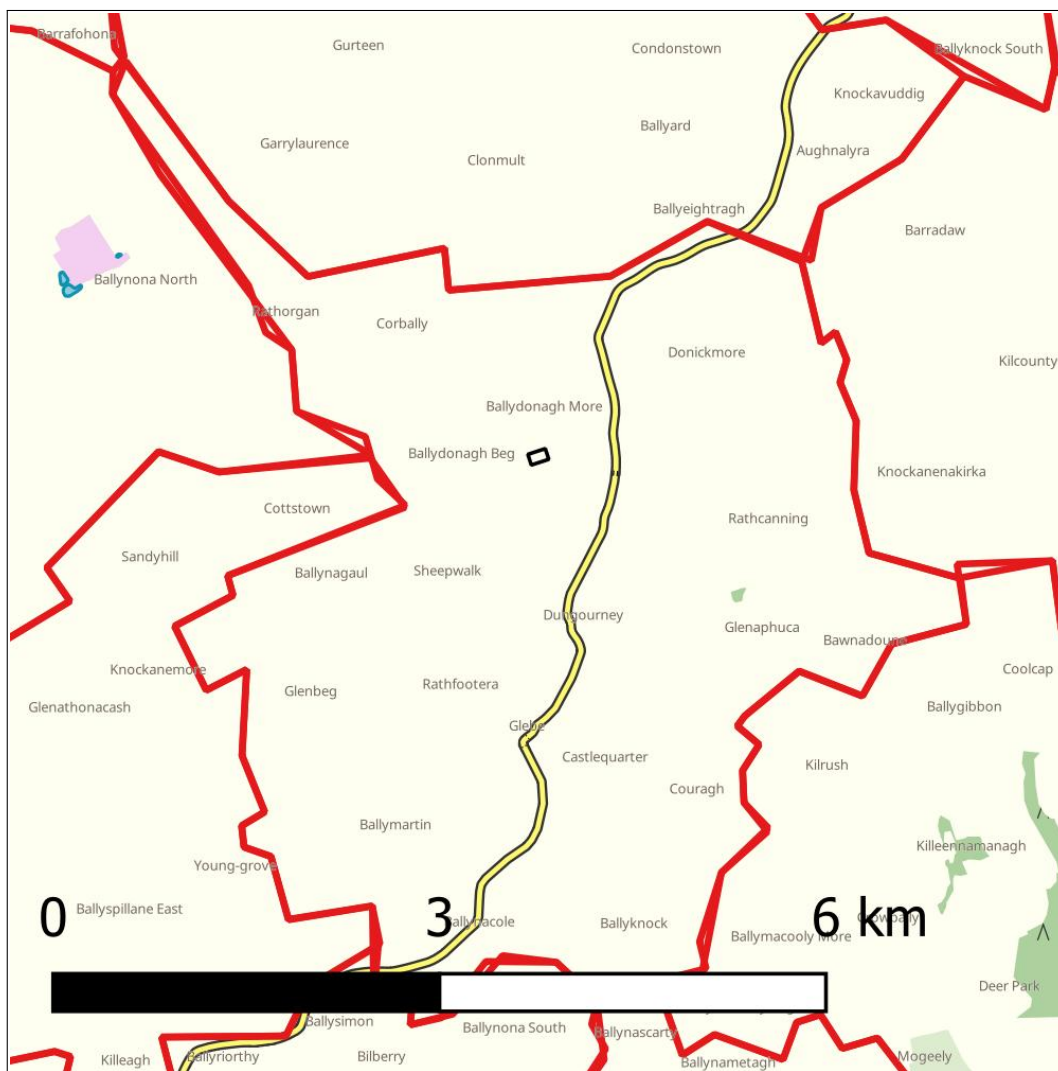 Barrafohona
Gurteen
Condonstown
Ballyknock South
Knockavuddig
Ballyard
Garrylaurence
Clonmult
Aughnalyra
Ballyeightragh
Barradaw
Ballynona North
Rathorgan
Corbally
Donickmore
Kilcounty
Ballydonagh More
Ballydonagh Beg
Knockanenakirka
Cottstown
Rathcanning
Sandyhill
Ballynagaul
Sheepwalk
Dungourney
Glenaphuca
Bawnadoune
Knockanemore
Coolcap
Glenbeg
Rathfootera
Glenathonacash
Ballygibbon
Glebe
Castlequarter
Kilrush
Couragh
Ballymartin
Killeennamanagh
Young-grove
Ballyspillane East
0
3
6 km
Ballyknock
Ballymacooly More
Deer Park
Ballysimon
Ballynona South
Ballynascarty
Killeagh
Ballyriorthy
Bilberry
Ballynametagh
Mogeely